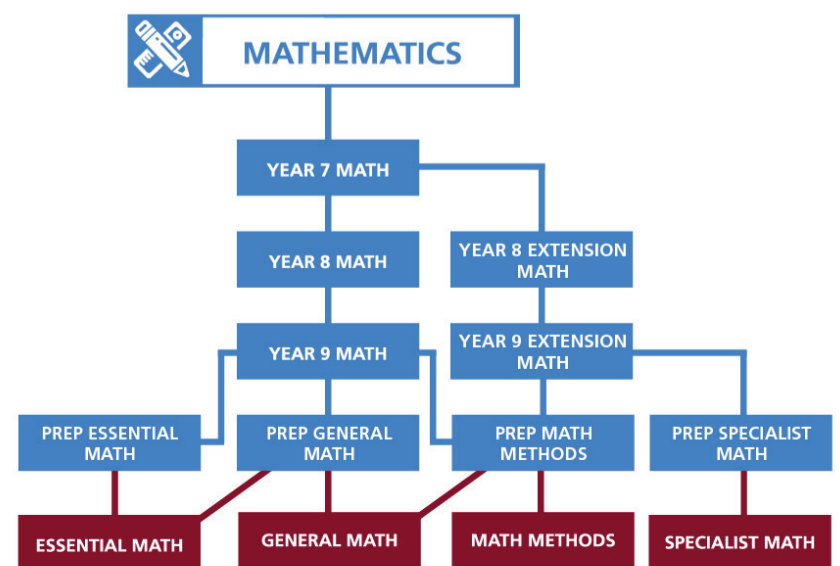 MATHEMATICS
YEAR 7 MATH
YEAR 8 MATH
YEAR 8 EXTENSION
MATH
YEAR 9 MATH
YEAR 9 EXTENSION
MATH
PREP ESSENTIAL
MATH
PREP GENERAL
MATH
PREP MATH
METHODS
PREP SPECIALIST
MATH
ESSENTIAL MATH
GENERAL MATH
MATH METHODS
SPECIALIST MATH